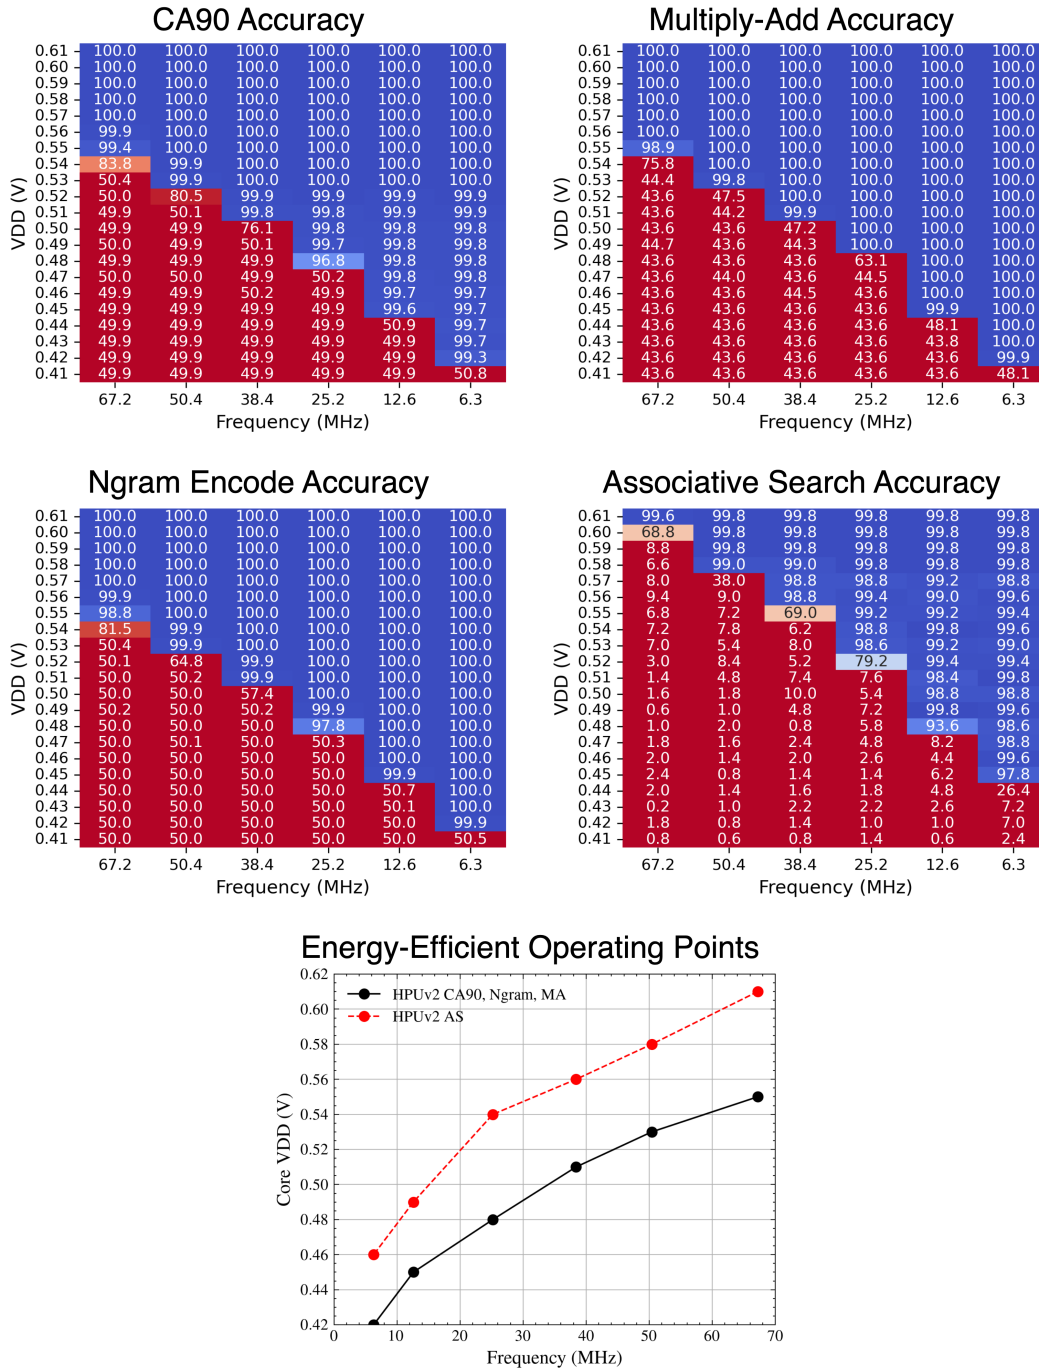 CA90 Accuracy
0.61 100.0 100.0 100.0 100.0 100.0 100.0
0.60 100.0 100.0 100.0 100.0 100.0 100.0
0.59 100.0 100.0 100.0 100.0 100.0 100.0
0.58 100.0 100.0 100.0 100.0 100.0 100.0
0.57 100.0 100.0 100.0 100.0 100.0 100.0
0.56 99.9 100.0 100.0 100.0 100.0 100.0
0.55 99.4 100.0 100.0 100.0 100.0 100.0
0.54 83.8 99.9 100.0 100.0 100.0 100.0
0.53 50.4 99.9 100.0 100.0 100.0 100.0
0.52 50.0 80.5 99.9 99.9 99.9 99.9
0.51 49.9 50.1 99.8 99.8 99.9 99.9
0.50 49.9 49.9 76.1 99.8 99.8 99.8
0.49 50.0 49.9 50.1 99.7 99.8 99.8
0.48 49.9 49.9 49.9 96.8 99.8 99.8
0.47 50.0 50.0 49.9 50.2 99.8 99.8
0.46 49.9 49.9 50.2 49.9 99.7 99.7
0.45 49.9 49.9 49.9 49.9 99.6 99.7
0.44 49.9 49.9 49.9 49.9 50.9 99.7
0.43 49.9 49.9 49.9 49.9 49.9 99.7
0.42 49.9 49.9 49.9 49.9 49.9 99.3
0.41 49.9 49.9 49.9 49.9 49.9 50.8
67.2 50.4 38.4 25.2 12.6 6.3
Frequency (MHz)
VDD (V)
Multiply-Add Accuracy
0.61 100.0 100.0 100.0 100.0 100.0 100.0
0.60 100.0 100.0 100.0 100.0 100.0 100.0
0.59 100.0 100.0 100.0 100.0 100.0 100.0
0.58 100.0 100.0 100.0 100.0 100.0 100.0
0.57 100.0 100.0 100.0 100.0 100.0 100.0
0.56 100.0 100.0 100.0 100.0 100.0 100.0
0.55 98.9 100.0 100.0 100.0 100.0 100.0
0.54 75.8 100.0 100.0 100.0 100.0 100.0
0.53 44.4 99.8 100.0 100.0 100.0 100.0
0.52 43.6 47.5 100.0 100.0 100.0 100.0
0.51 43.6 44.2 99.9 100.0 100.0 100.0
0.50 43.6 43.6 47.2 100.0 100.0 100.0
0.49 44.7 43.6 44.3 100.0 100.0 100.0
0.48 43.6 43.6 43.6 63.1 100.0 100.0
0.47 43.6 44.0 43.6 44.5 100.0 100.0
0.46 43.6 43.6 44.5 43.6 100.0 100.0
0.45 43.6 43.6 43.6 43.6 99.9 100.0
0.44 43.6 43.6 43.6 43.6 48.1 100.0
0.43 43.6 43.6 43.6 43.6 43.8 100.0
0.42 43.6 43.6 43.6 43.6 43.6 99.9
0.41 43.6 43.6 43.6 43.6 43.6 48.1
67.2 50.4 38.4 25.2 12.6 6.3
Frequency (MHz)
VDD (V)
Ngram Encode Accuracy
0.61 100.0 100.0 100.0 100.0 100.0 100.0
0.60 100.0 100.0 100.0 100.0 100.0 100.0
0.59 100.0 100.0 100.0 100.0 100.0 100.0
0.58 100.0 100.0 100.0 100.0 100.0 100.0
0.57 100.0 100.0 100.0 100.0 100.0 100.0
0.56 99.9 100.0 100.0 100.0 100.0 100.0
0.55 98.8 100.0 100.0 100.0 100.0 100.0
0.54 81.5 99.9 100.0 100.0 100.0 100.0
0.53 50.4 99.9 100.0 100.0 100.0 100.0
0.52 50.1 64.8 99.9 100.0 100.0 100.0
0.51 50.0 50.2 99.9 100.0 100.0 100.0
0.50 50.0 50.0 57.4 100.0 100.0 100.0
0.49 50.2 50.0 50.2 99.9 100.0 100.0
0.48 50.0 50.0 50.0 97.8 100.0 100.0
0.47 50.0 50.1 50.0 50.3 100.0 100.0
0.46 50.0 50.0 50.0 50.0 100.0 100.0
0.45 50.0 50.0 50.0 50.0 99.9 100.0
0.44 50.0 50.0 50.0 50.0 50.7 100.0
0.43 50.0 50.0 50.0 50.0 50.1 100.0
0.42 50.0 50.0 50.0 50.0 50.0 99.9
0.41 50.0 50.0 50.0 50.0 50.0 50.5
67.2 50.4 38.4 25.2 12.6 6.3
Frequency (MHz)
VDD (V)
Associative Search Accuracy
0.61 99.6 99.8 99.8 99.8 99.8 99.8
0.60 68.8 99.8 99.8 99.8 99.8 99.8
0.59 8.8 99.8 99.8 99.8 99.8 99.8
0.58 6.6 99.0 99.0 99.8 99.8 99.8
0.57 8.0 38.0 98.8 98.8 99.2 98.8
0.56 9.4 9.0 98.8 99.4 99.0 99.6
0.55 6.8 7.2 69.0 99.2 99.2 99.4
0.54 7.2 7.8 6.2 98.8 99.8 99.6
0.53 7.0 5.4 8.0 98.6 99.2 99.0
0.52 3.0 8.4 5.2 79.2 99.4 99.4
0.51 1.4 4.8 7.4 7.6 98.4 99.8
0.50 1.6 1.8 10.0 5.4 98.8 98.8
0.49 0.6 1.0 4.8 7.2 99.8 99.6
0.48 1.0 2.0 0.8 5.8 93.6 98.6
0.47 1.8 1.6 2.4 4.8 8.2 98.8
0.46 2.0 1.4 2.0 2.6 4.4 99.6
0.45 2.4 0.8 1.4 1.4 6.2 97.8
0.44 2.0 1.4 1.6 1.8 4.8 26.4
0.43 0.2 1.0 2.2 2.2 2.6 7.2
0.42 1.8 0.8 1.4 1.0 1.0 7.0
0.41 0.8 0.6 0.8 1.4 0.6 2.4
67.2 50.4 38.4 25.2 12.6 6.3
Frequency (MHz)
VDD (V)
Energy-Efficient Operating Points
HPUv2 CA90, Ngram, MA
HPUv2 AS
0.62
0.60
0.58
0.56
0.54
0.52
0.50
0.48
0.46
0.44
0.42
0 10 20 30 40 50 60 70
Frequency (MHz)
Core VDD (V)